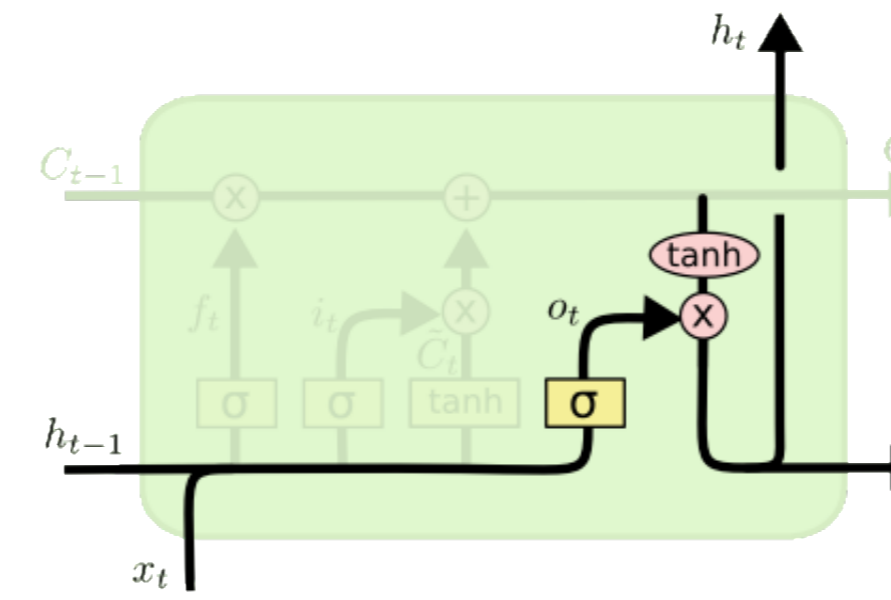 h_t
C_{t-1}
x +
tanh
f_t i_t x o_t x
C̃_t
σ σ tanh σ
h_{t-1}
x_t